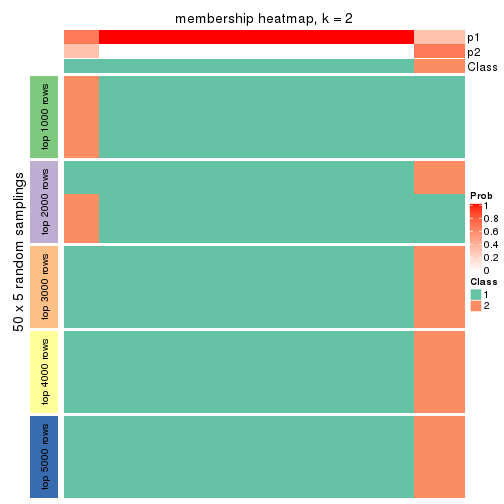 membership heatmap, k = 2
p1
p2
Class
50 x 5 random samplings
top 1000 rows
top 2000 rows
top 3000 rows
top 4000 rows
top 5000 rows
Prob
1
0.8
0.6
0.4
0.2
0
Class
1
2